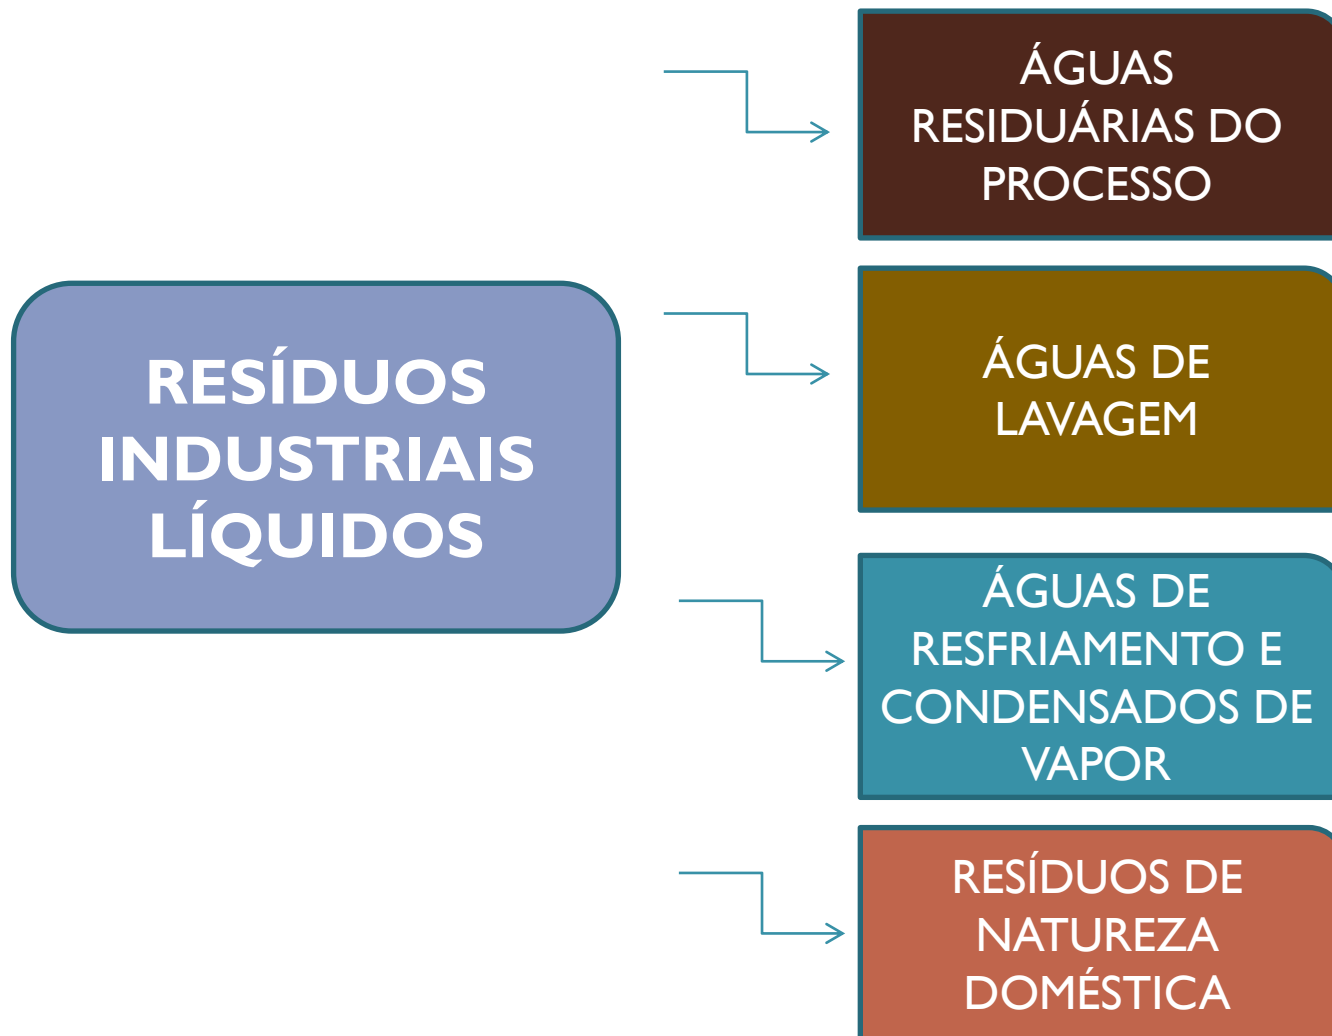 RESÍDUOS
INDUSTRIAIS
LÍQUIDOS
ÁGUAS
RESIDUÁRIAS DO
PROCESSO
ÁGUAS DE
LAVAGEM
ÁGUAS DE
RESFRIAMENTO E
CONDENSADOS DE
VAPOR
RESÍDUOS DE
NATUREZA
DOMÉSTICA